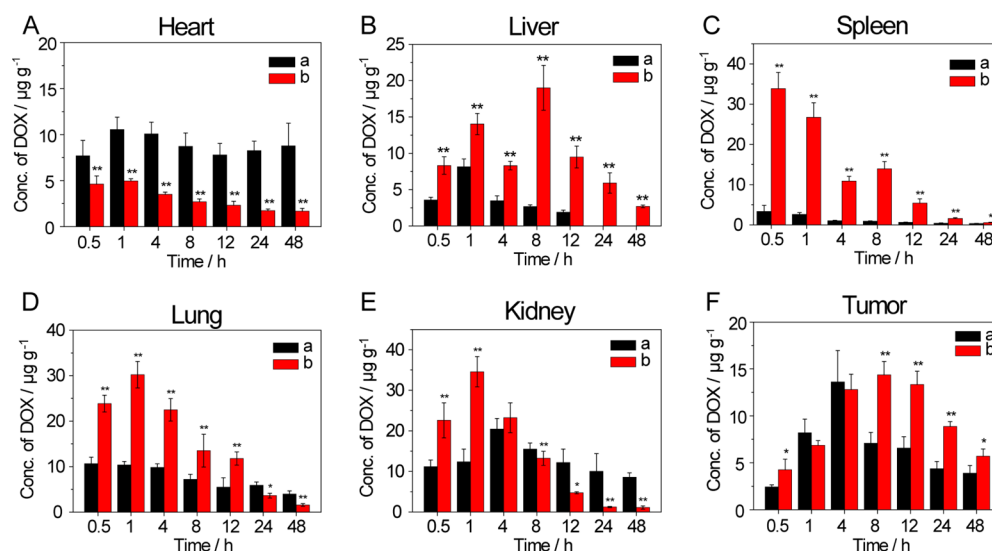 A
Heart
Conc. of DOX / µg g⁻¹
20
15
10
5
0
a
b
**
**
**
**
**
**
**
0.5 1 4 8 12 24 48
Time / h
B
Liver
Conc. of DOX / µg g⁻¹
25
20
15
10
5
0
a
b
**
**
**
**
**
**
**
0.5 1 4 8 12 24 48
Time / h
C
Spleen
Conc. of DOX / µg g⁻¹
40
30
20
10
0
a
b
**
**
**
**
**
**
*
0.5 1 4 8 12 24 48
Time / h
D
Lung
Conc. of DOX / µg g⁻¹
40
30
20
10
0
a
b
**
**
**
**
**
*
**
0.5 1 4 8 12 24 48
Time / h
E
Kidney
Conc. of DOX / µg g⁻¹
40
30
20
10
0
a
b
**
**
**
*
**
**
0.5 1 4 8 12 24 48
Time / h
F
Tumor
Conc. of DOX / µg g⁻¹
20
15
10
5
0
a
b
*
**
**
**
*
0.5 1 4 8 12 24 48
Time / h